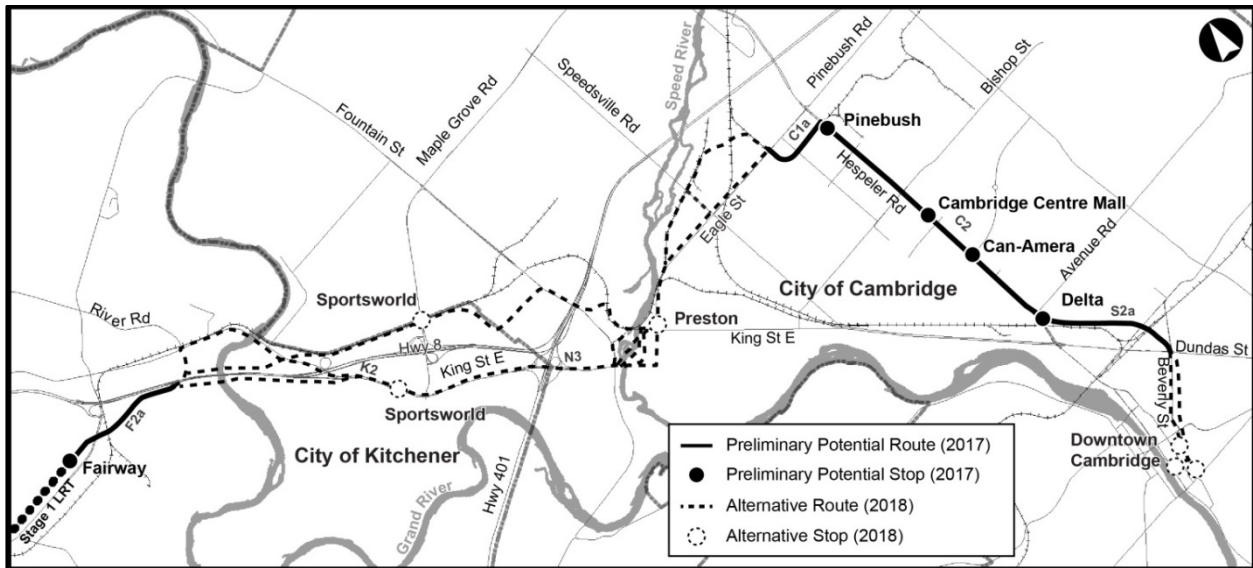 Speed River
Pinebush Rd
Bishop St
Speedsville Rd
Maple Grove Rd
Fountain St
C1a
Pinebush
Hespeler Rd
Cambridge Centre Mall
C2
Can-Amera
Avenue Rd
Eagle St
City of Cambridge
Delta
S2a
Sportsworld
River Rd
Preston
Hwy 8
King St E
N3
King St E
Dundas St
K2
Sportsworld
Beverly St
F2a
Fairway
City of Kitchener
Stage 1 LRT
Grand River
Hwy 401
Downtown
Cambridge
Preliminary Potential Route (2017)
Preliminary Potential Stop (2017)
Alternative Route (2018)
Alternative Stop (2018)